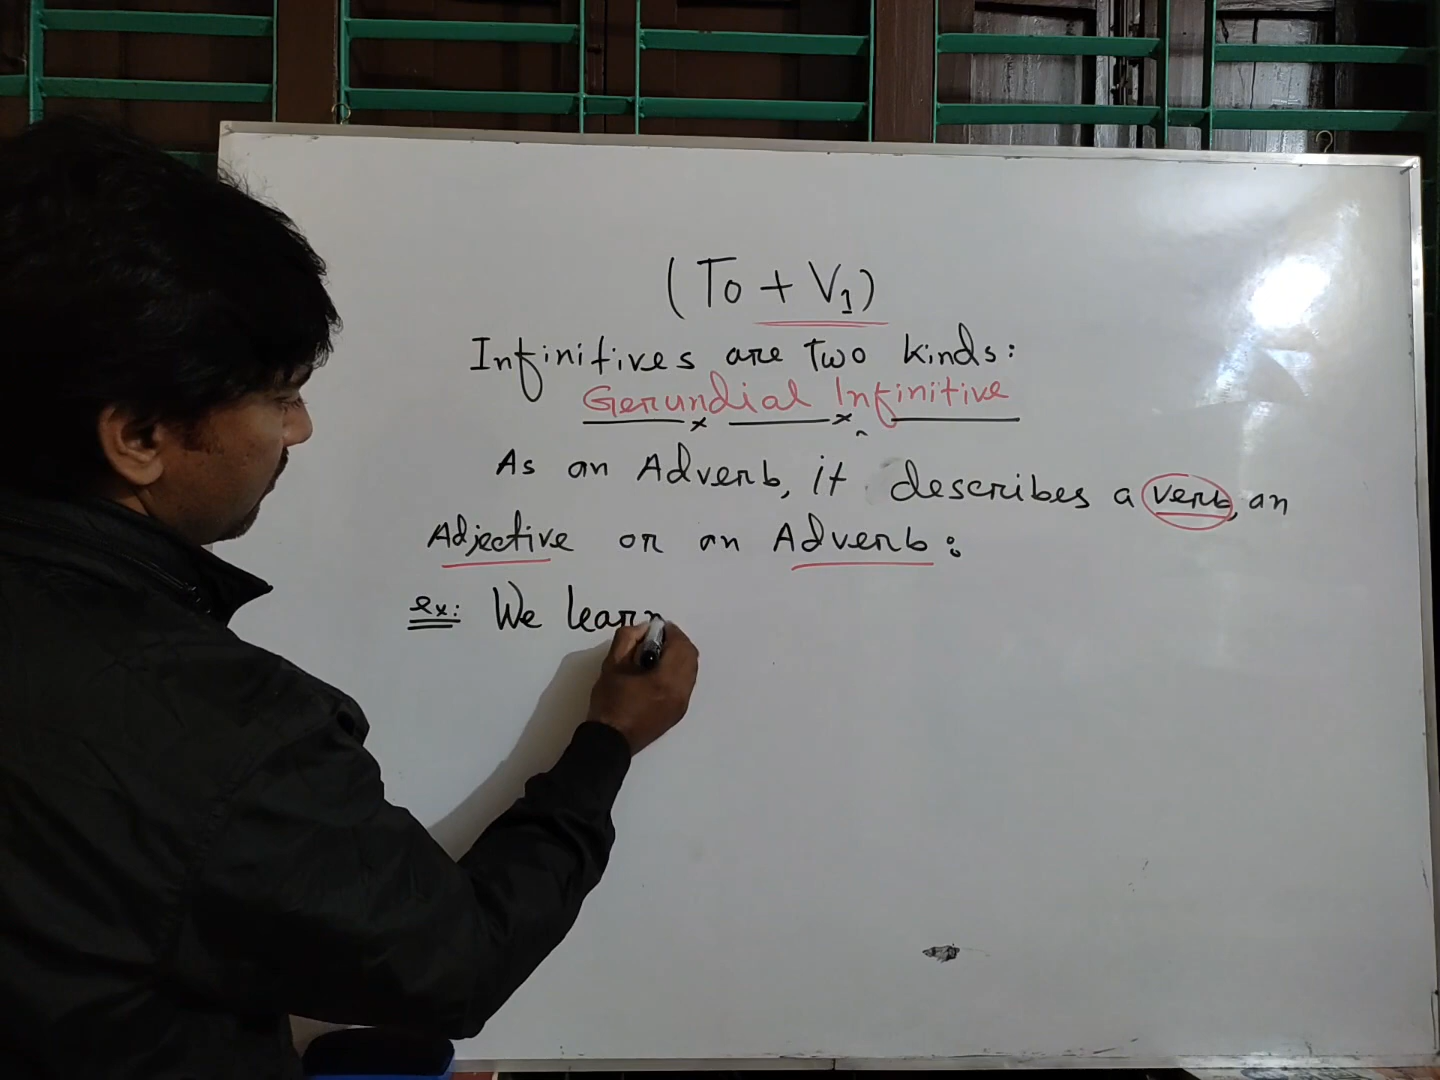 (To + V1)
Infinitives are Two kinds:
Gerundial Infinitive
As an Adverb, it describes a verb, an
Adjective or an Adverb:
ex: We learn